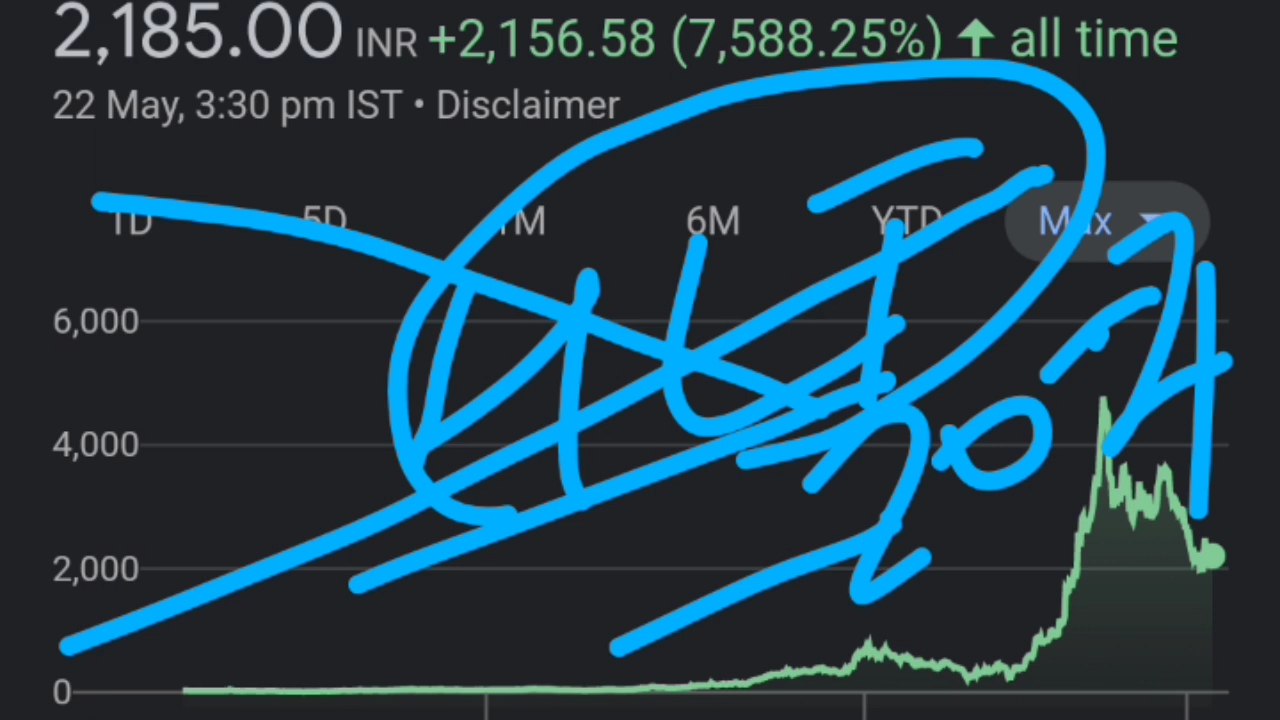 2,185.00 INR +2,156.58 (7,588.25%) ↑ all time
22 May, 3:30 pm IST • Disclaimer
1D 5D 1M 6M YTD Max
6,000
4,000
2024
2,000
0